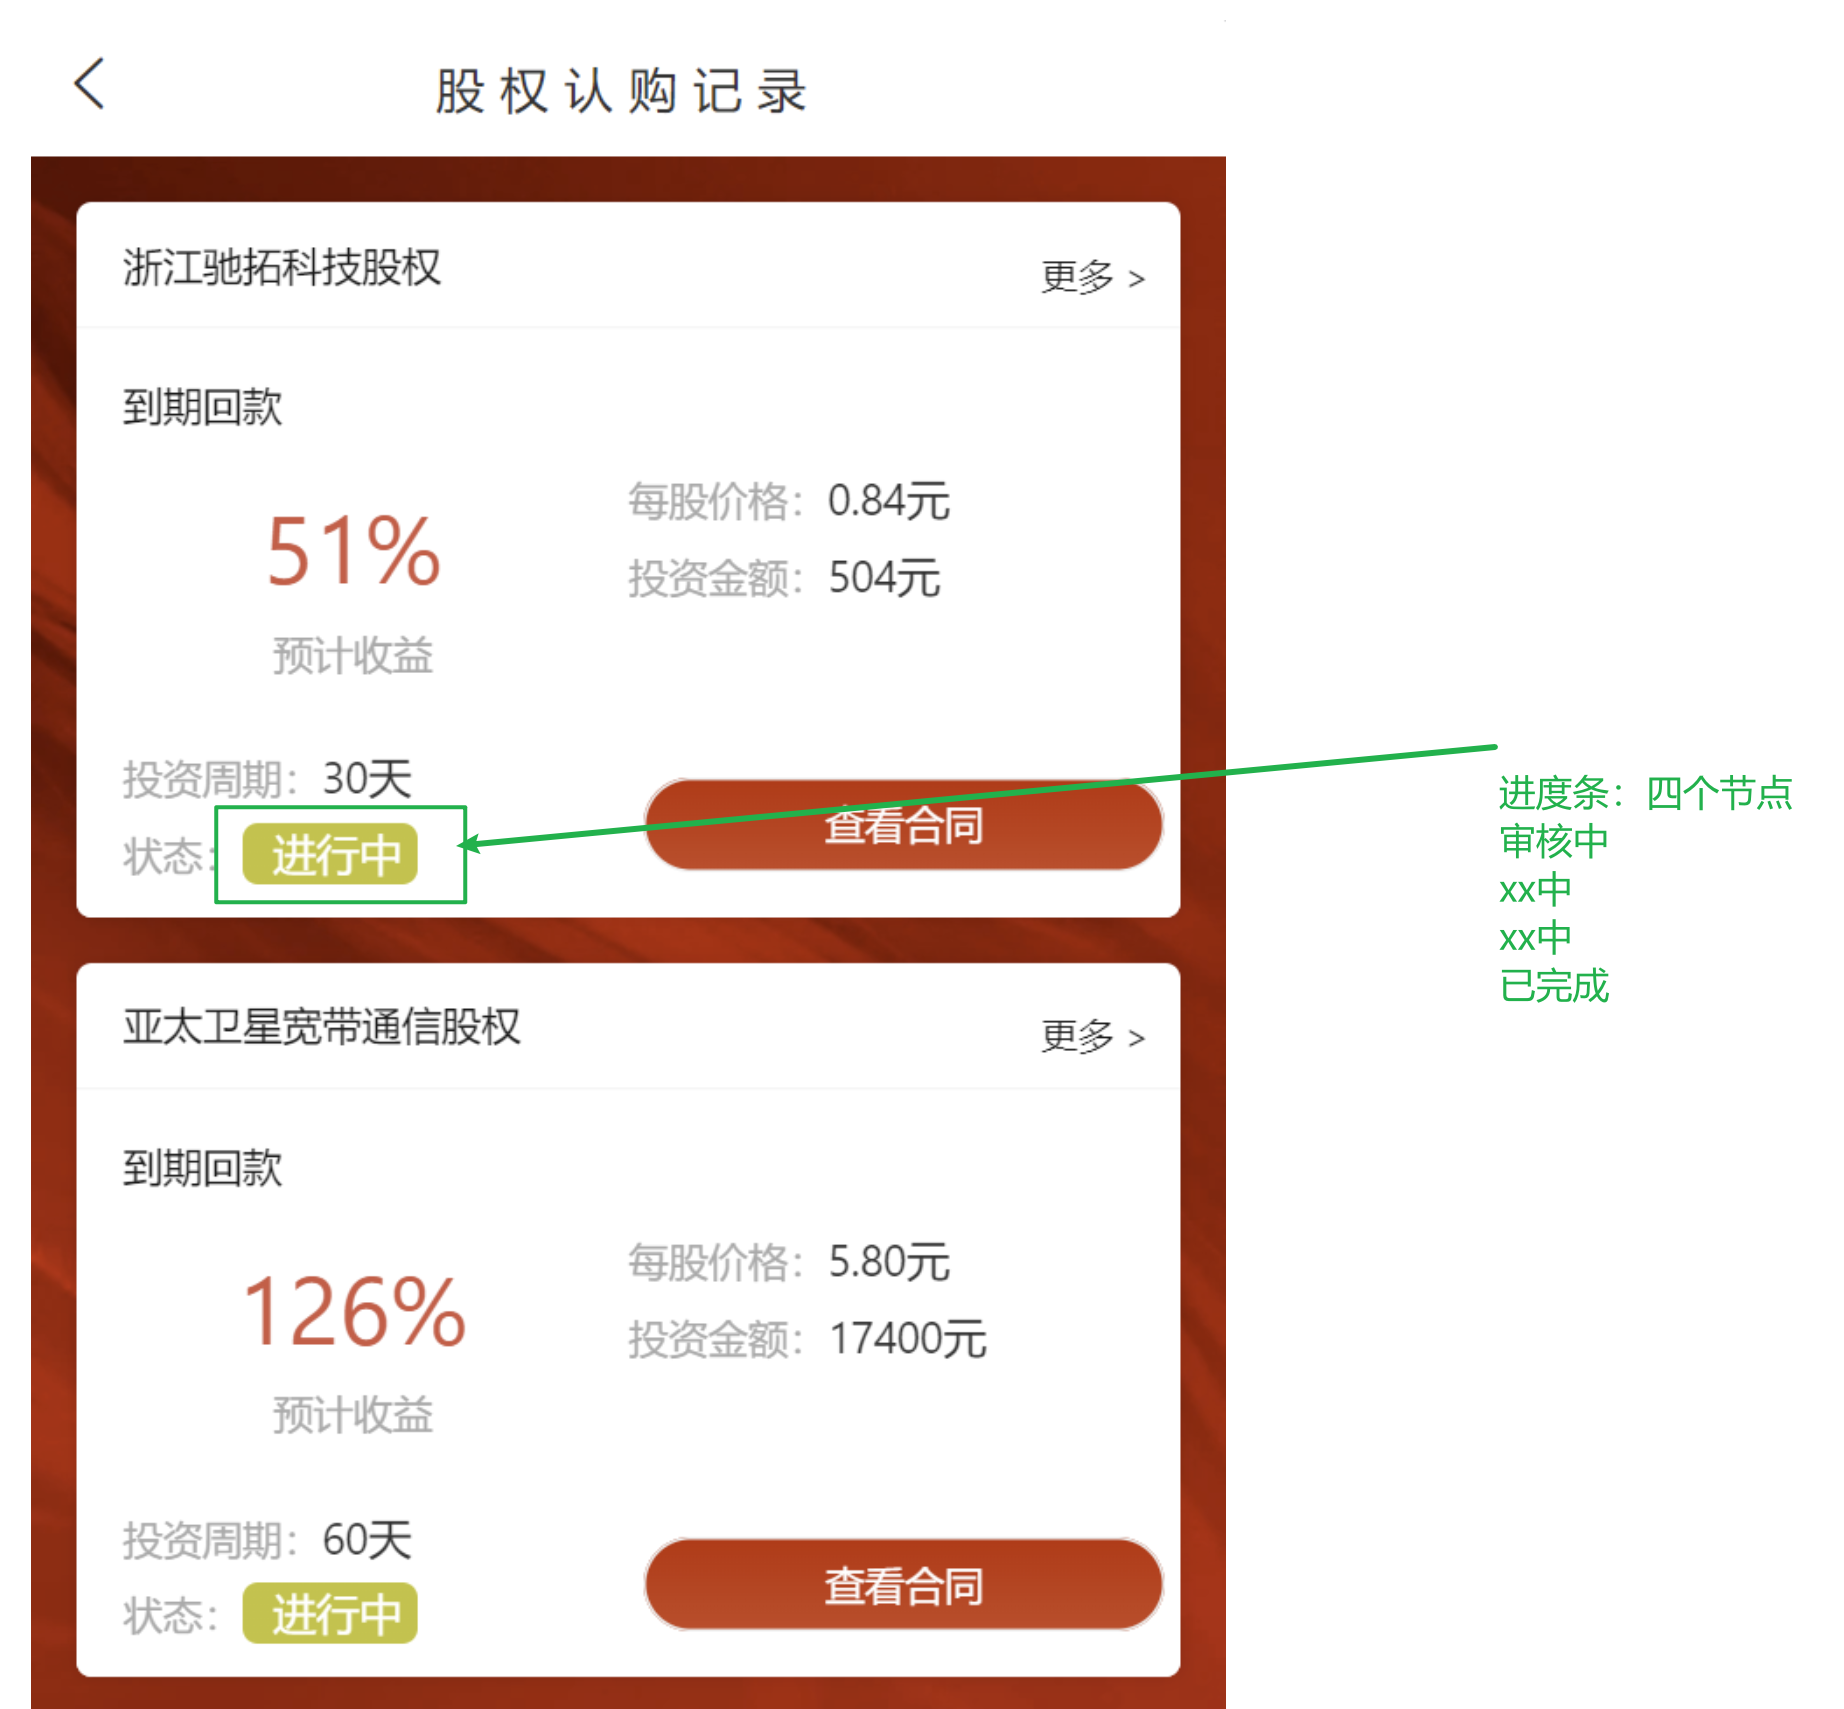 股权认购记录
浙江驰拓科技股权
更多 >
到期回款
51%
预计收益
每股价格：0.84元
投资金额：504元
投资周期：30天
状态：进行中
查看合同
进度条：四个节点
审核中
xx中
xx中
已完成
亚太卫星宽带通信股权
更多 >
到期回款
126%
预计收益
每股价格：5.80元
投资金额：17400元
投资周期：60天
状态：进行中
查看合同